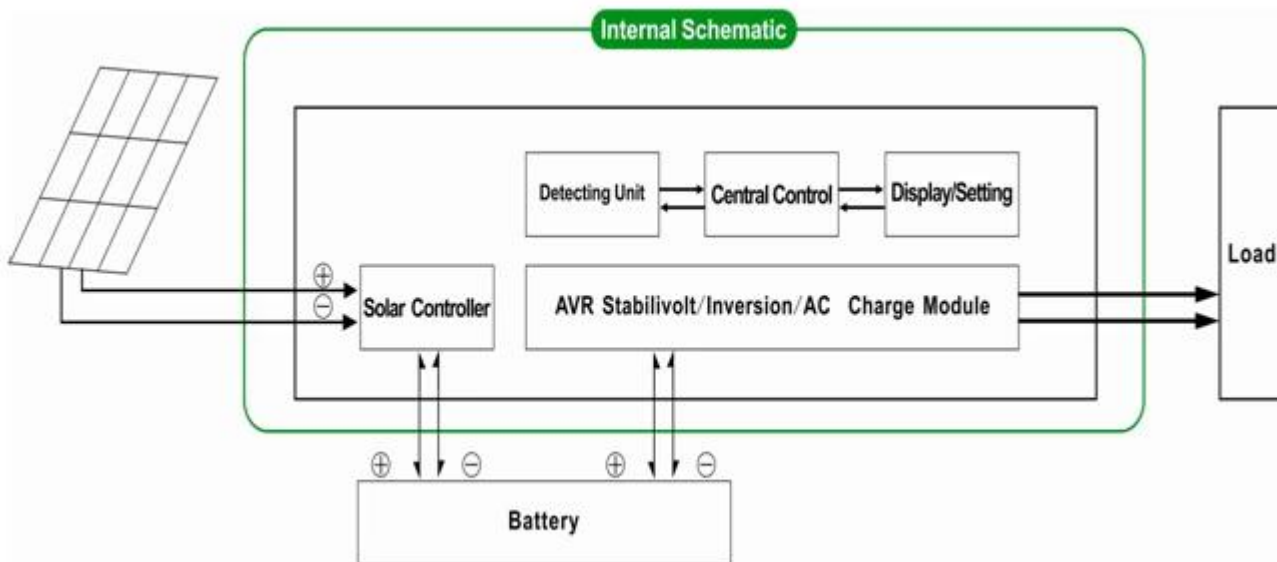 Internal Schematic
Detecting Unit
Central Control
Display/Setting
Load
+
−
Solar Controller
AVR Stabilivolt/Inversion/AC Charge Module
+ − + −
Battery